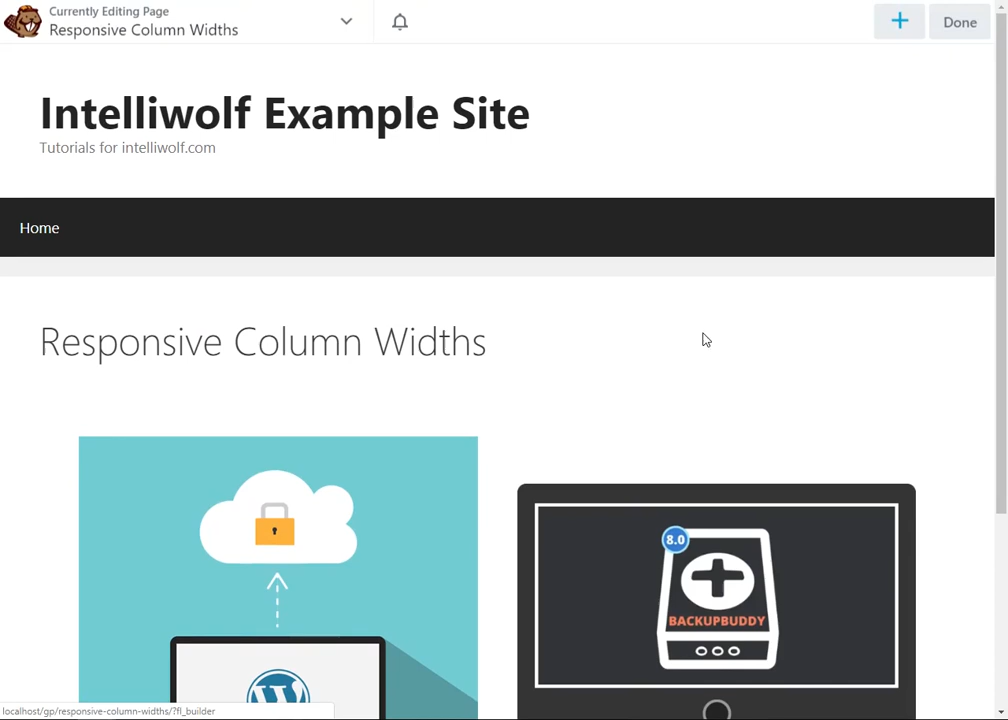 Currently Editing Page
Responsive Column Widths
Done
Intelliwolf Example Site
Tutorials for intelliwolf.com
Home
Responsive Column Widths
8.0
BACKUPBUDDY
localhost/gp/responsive-column-widths/?fl_builder